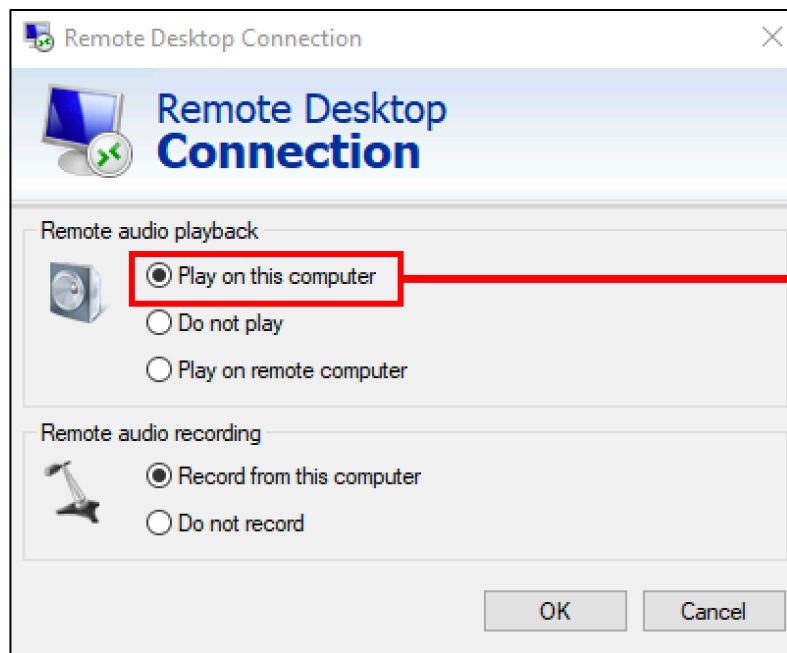 Remote Desktop Connection
Remote Desktop
Connection
Remote audio playback
Play on this computer
Do not play
Play on remote computer
Remote audio recording
Record from this computer
Do not record
OK Cancel